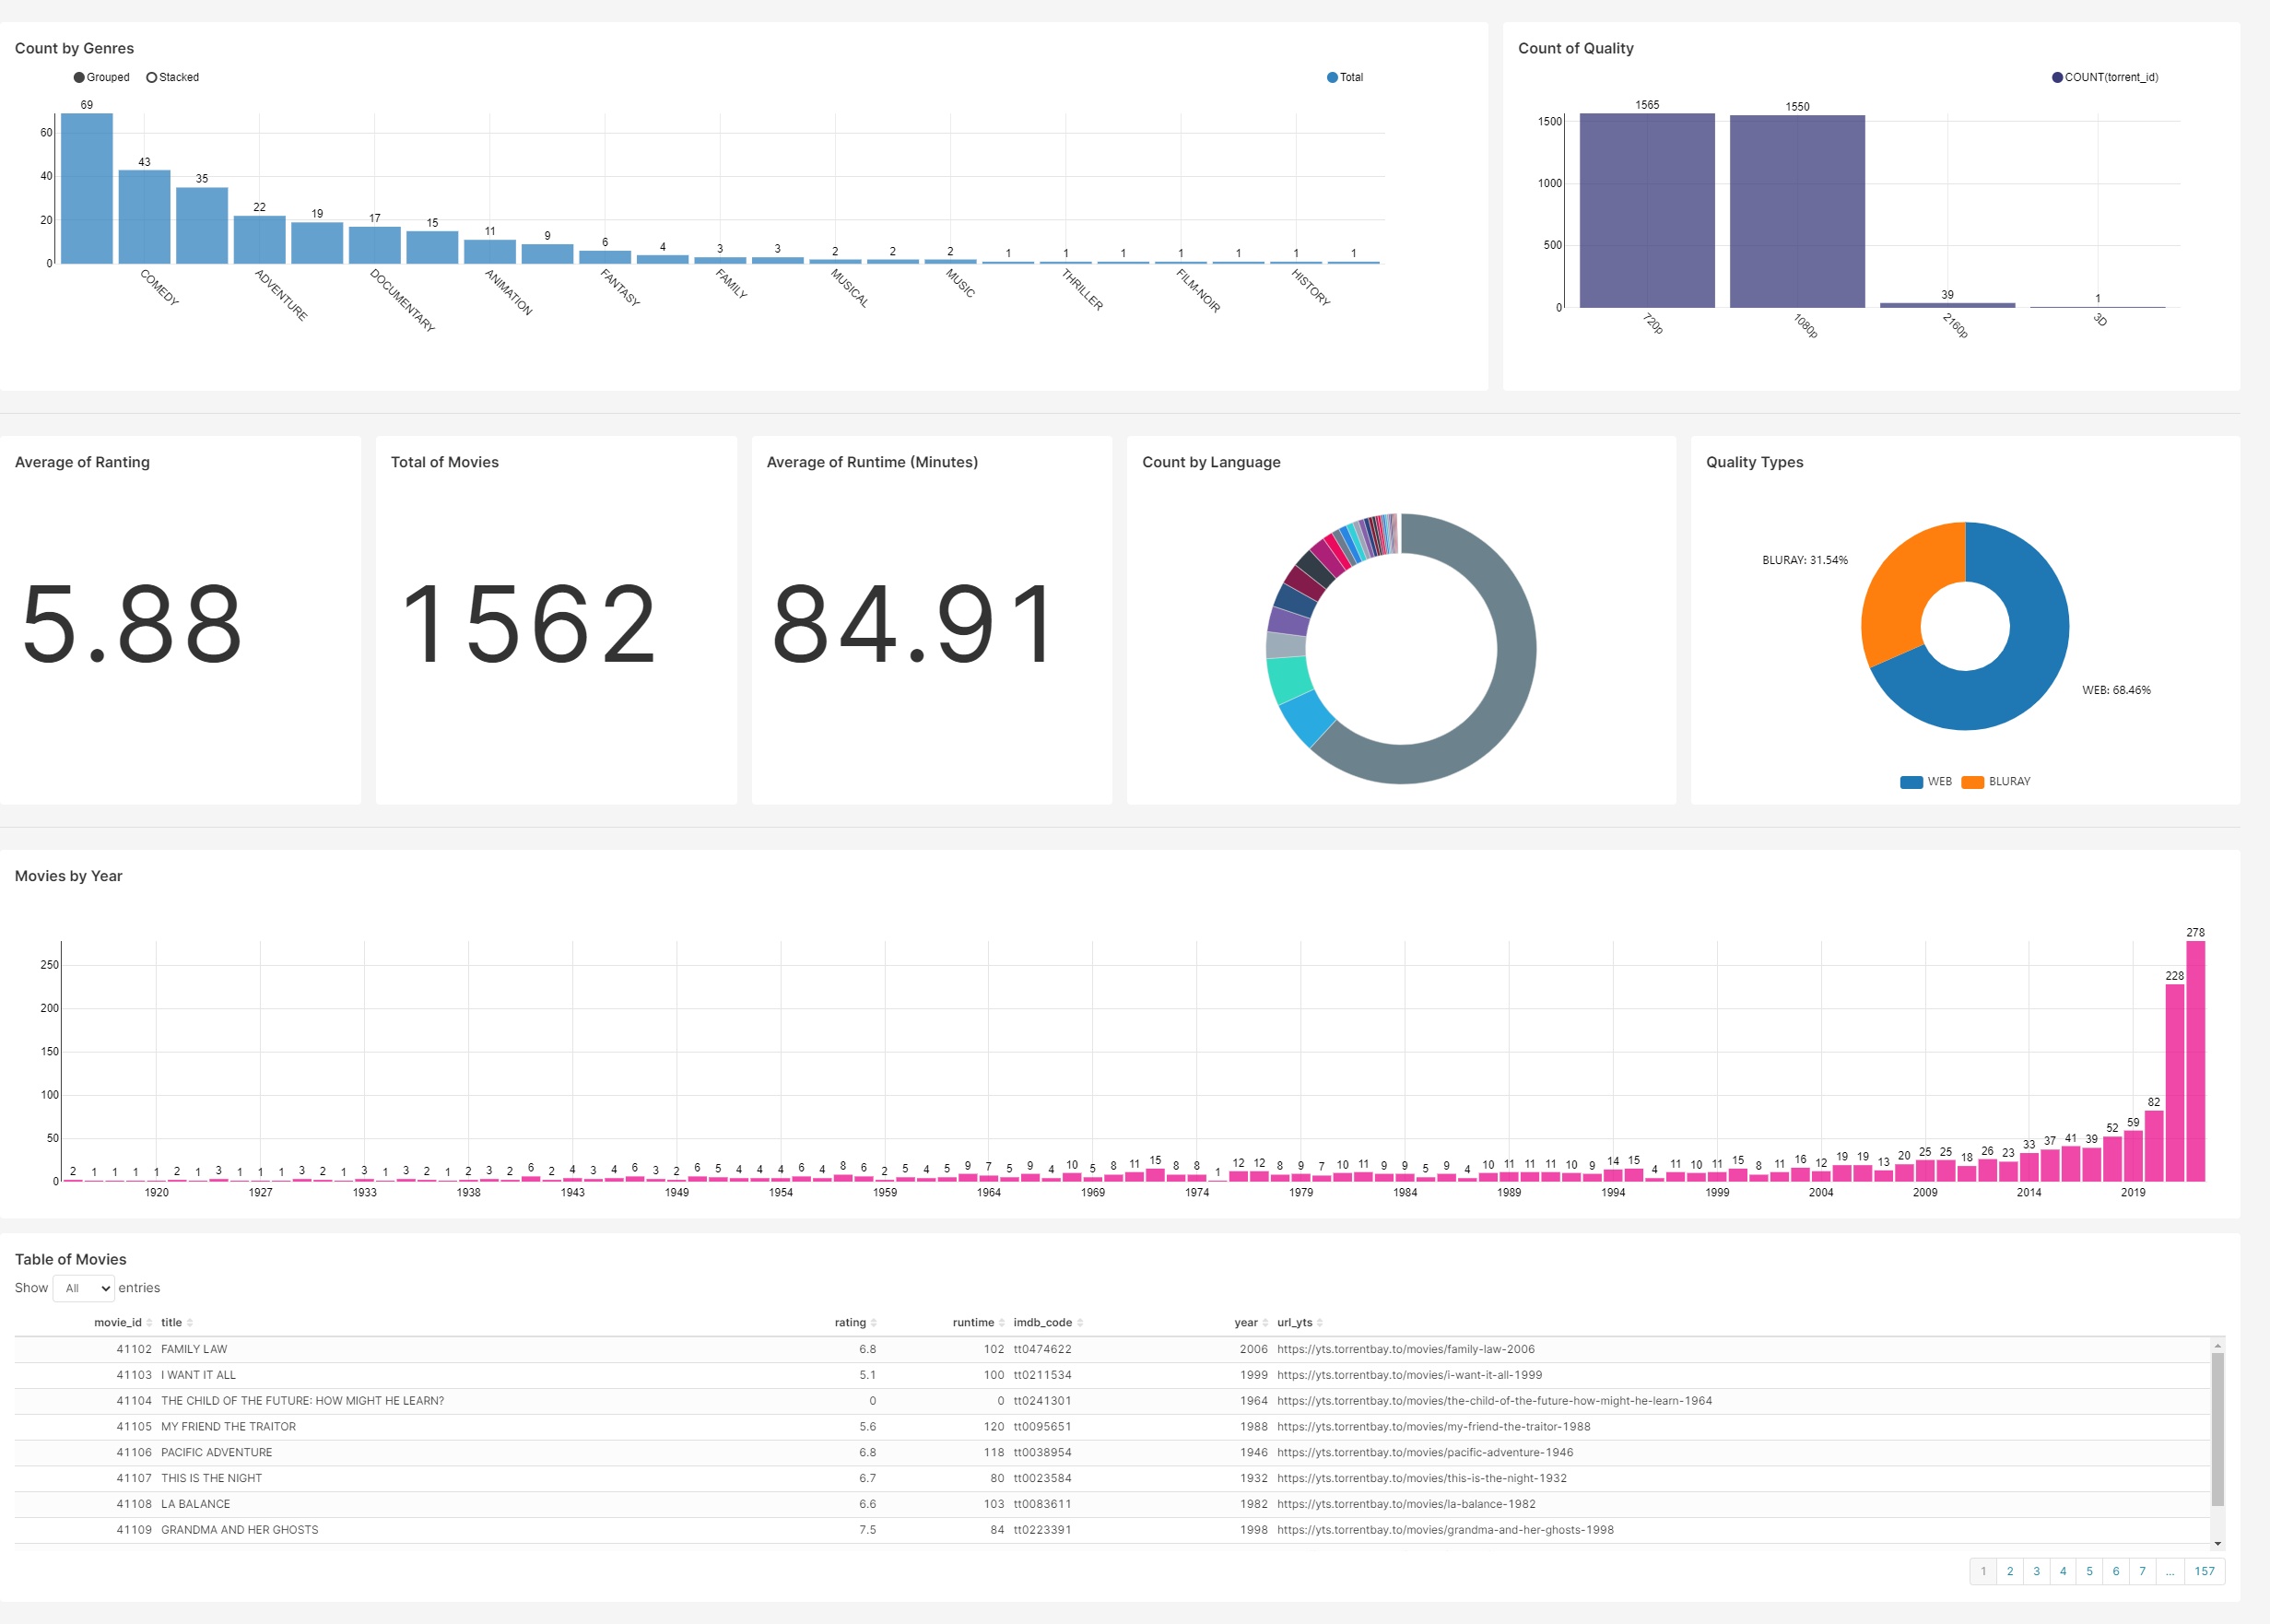 Count by Genres
Grouped Stacked
Total
69
43
35
22
19
17
15
11
9
6
4
3
3
2
2
2
1
1
1
1
1
1
1
60
40
20
0
COMEDY
ADVENTURE
DOCUMENTARY
ANIMATION
FANTASY
FAMILY
MUSICAL
MUSIC
THRILLER
FILM-NOIR
HISTORY
Count of Quality
COUNT(torrent_id)
1565
1550
39
1
1500
1000
500
0
720p
1080p
2160p
3D
Average of Ranting
5.88
Total of Movies
1562
Average of Runtime (Minutes)
84.91
Count by Language
Quality Types
BLURAY: 31.54%
WEB: 68.46%
WEB BLURAY
Movies by Year
250
200
150
100
50
0
2 1 1 1 1 2 1 3 1 1 1 3 2 1 3 1 3 2 1 2 3 2 6 2 4 3 4 6 3 2 6 5 4 4 4 6 4 8 6 2 5 4 5 9 7 5 9 4 10 5 8 11 15 8 8 1 12 12 8 9 7 10 11 9 9 5 9 4 10 11 11 11 10 9 14 15 4 11 10 11 15 8 11 16 12 19 19 13 20 25 25 18 26 23 33 37 41 39 52 59 82 228 278
1920 1927 1933 1938 1943 1949 1954 1959 1964 1969 1974 1979 1984 1989 1994 1999 2004 2009 2014 2019
Table of Movies
Show All entries
movie_id title rating runtime imdb_code year url_yts
41102 FAMILY LAW 6.8 102 tt0474622 2006 https://yts.torrentbay.to/movies/family-law-2006
41103 I WANT IT ALL 5.1 100 tt0211534 1999 https://yts.torrentbay.to/movies/i-want-it-all-1999
41104 THE CHILD OF THE FUTURE: HOW MIGHT HE LEARN? 0 0 tt0241301 1964 https://yts.torrentbay.to/movies/the-child-of-the-future-how-might-he-learn-1964
41105 MY FRIEND THE TRAITOR 5.6 120 tt0095651 1988 https://yts.torrentbay.to/movies/my-friend-the-traitor-1988
41106 PACIFIC ADVENTURE 6.8 118 tt0038954 1946 https://yts.torrentbay.to/movies/pacific-adventure-1946
41107 THIS IS THE NIGHT 6.7 80 tt0023584 1932 https://yts.torrentbay.to/movies/this-is-the-night-1932
41108 LA BALANCE 6.6 103 tt0083611 1982 https://yts.torrentbay.to/movies/la-balance-1982
41109 GRANDMA AND HER GHOSTS 7.5 84 tt0223391 1998 https://yts.torrentbay.to/movies/grandma-and-her-ghosts-1998
1 2 3 4 5 6 7 ... 157